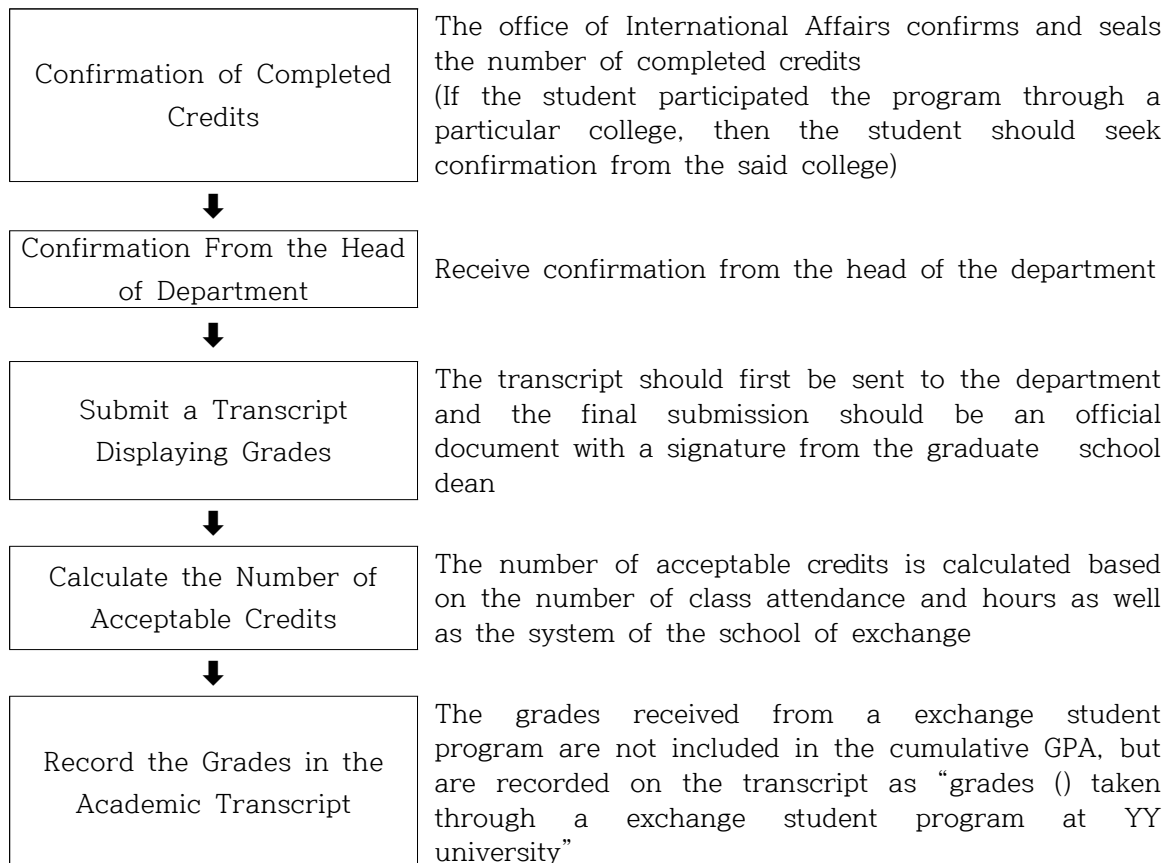 Confirmation of Completed
Credits
The office of International Affairs confirms and seals
the number of completed credits
(If the student participated the program through a
particular college, then the student should seek
confirmation from the said college)
Confirmation From the Head
of Department
Receive confirmation from the head of the department
Submit a Transcript
Displaying Grades
The transcript should first be sent to the department
and the final submission should be an official
document with a signature from the graduate school
dean
Calculate the Number of
Acceptable Credits
The number of acceptable credits is calculated based
on the number of class attendance and hours as well
as the system of the school of exchange
Record the Grades in the
Academic Transcript
The grades received from a exchange student
program are not included in the cumulative GPA, but
are recorded on the transcript as “grades () taken
through a exchange student program at YY
university”